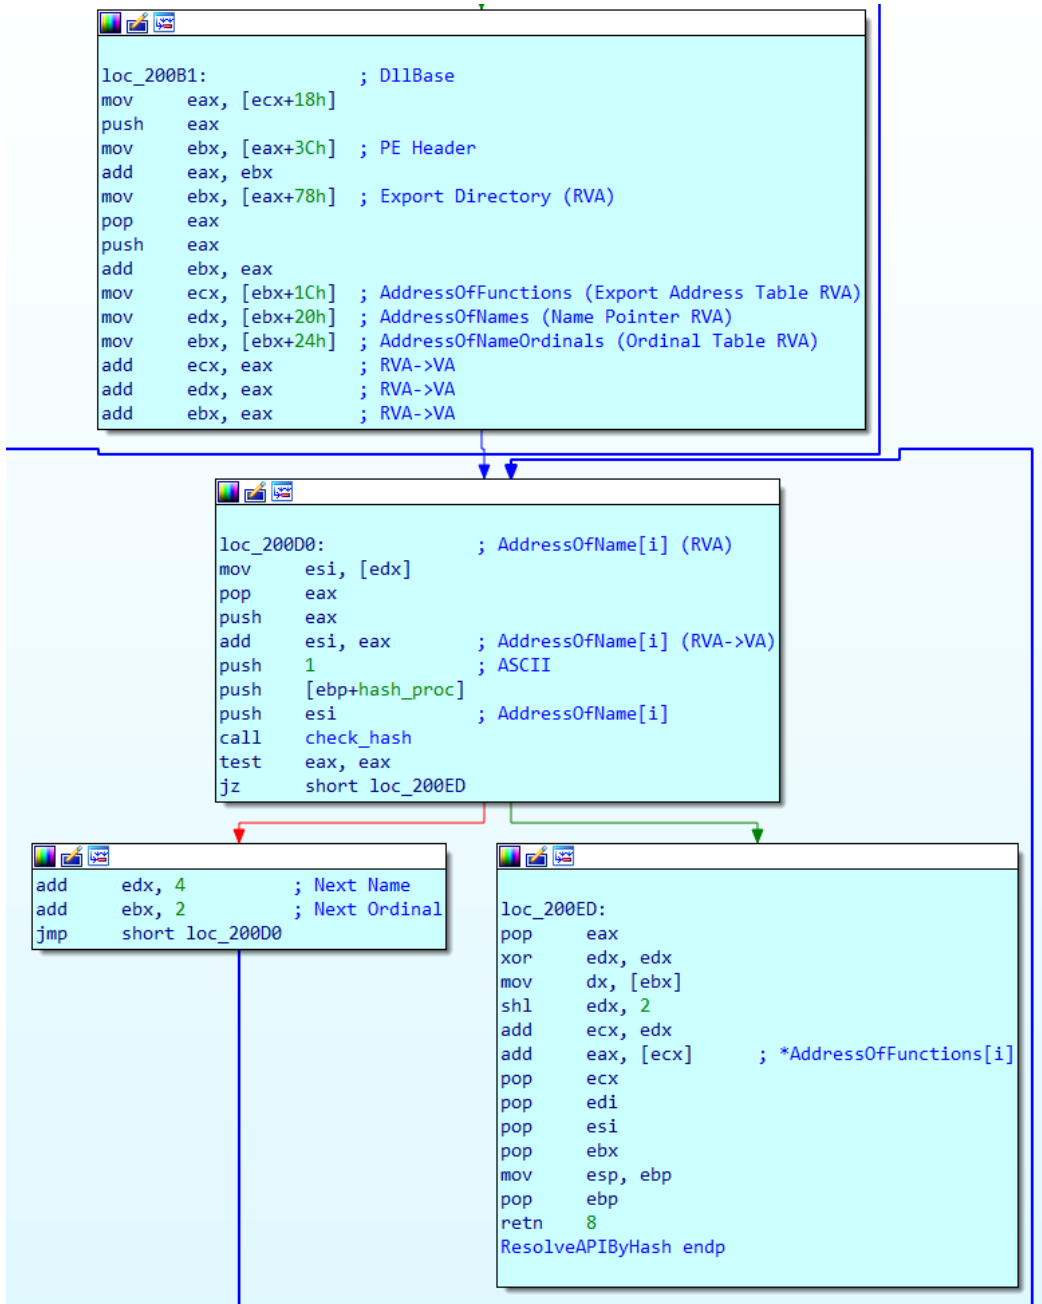 loc_200B1: ; DllBase
mov eax, [ecx+18h]
push eax
mov ebx, [eax+3Ch] ; PE Header
add eax, ebx
mov ebx, [eax+78h] ; Export Directory (RVA)
pop eax
push eax
add ebx, eax
mov ecx, [ebx+1Ch] ; AddressOfFunctions (Export Address Table RVA)
mov edx, [ebx+20h] ; AddressOfNames (Name Pointer RVA)
mov ebx, [ebx+24h] ; AddressOfNameOrdinals (Ordinal Table RVA)
add ecx, eax ; RVA->VA
add edx, eax ; RVA->VA
add ebx, eax ; RVA->VA
loc_200D0: ; AddressOfName[i] (RVA)
mov esi, [edx]
pop eax
push eax
add esi, eax ; AddressOfName[i] (RVA->VA)
push 1 ; ASCII
push [ebp+hash_proc]
push esi ; AddressOfName[i]
call check_hash
test eax, eax
jz short loc_200ED
add edx, 4 ; Next Name
add ebx, 2 ; Next Ordinal
jmp short loc_200D0
loc_200ED:
pop eax
xor edx, edx
mov dx, [ebx]
shl edx, 2
add ecx, edx
add eax, [ecx] ; *AddressOfFunctions[i]
pop ecx
pop edi
pop esi
pop ebx
mov esp, ebp
pop ebp
retn 8
ResolveAPIByHash endp